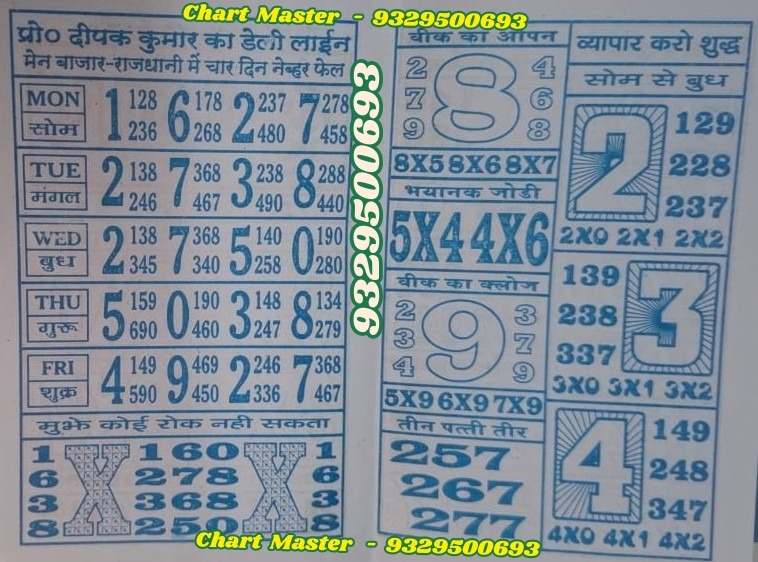 Chart Master - 9329500693
प्रो० दीपक कुमार का डेली लाईन
मेन बाजार-राजधानी में चार दिन नेव्हर फेल
MON सोम
1 128 236 6 178 268 2 237 480 7 278 458
TUE मंगल
2 138 246 7 368 467 3 238 490 8 288 440
WED बुध
2 138 345 7 368 340 5 140 258 0 190 280
THU गुरू
5 159 690 0 190 460 3 148 247 8 134 279
FRI शुक्र
4 149 590 9 469 450 2 246 336 7 368 467
मुझे कोई रोक नही सकता
1 160 1
6 278 6
3 368 3
8 250 8
X X
9329500693
वीक का ओपन
2 4
7 8 6
9 8
8X5 8X6 8X7
भयानक जोडी
5X4 4X6
वीक का क्लोज
2 3
3 9 7
4 9
5X9 6X9 7X9
तीन पत्ती तीर
257
267
277
व्यापार करो शुद्ध
सोम से बुध
2 129
228
237
2X0 2X1 2X2
139 3
238
337
3X0 3X1 3X2
4 149
248
347
4X0 4X1 4X2
Chart Master - 9329500693